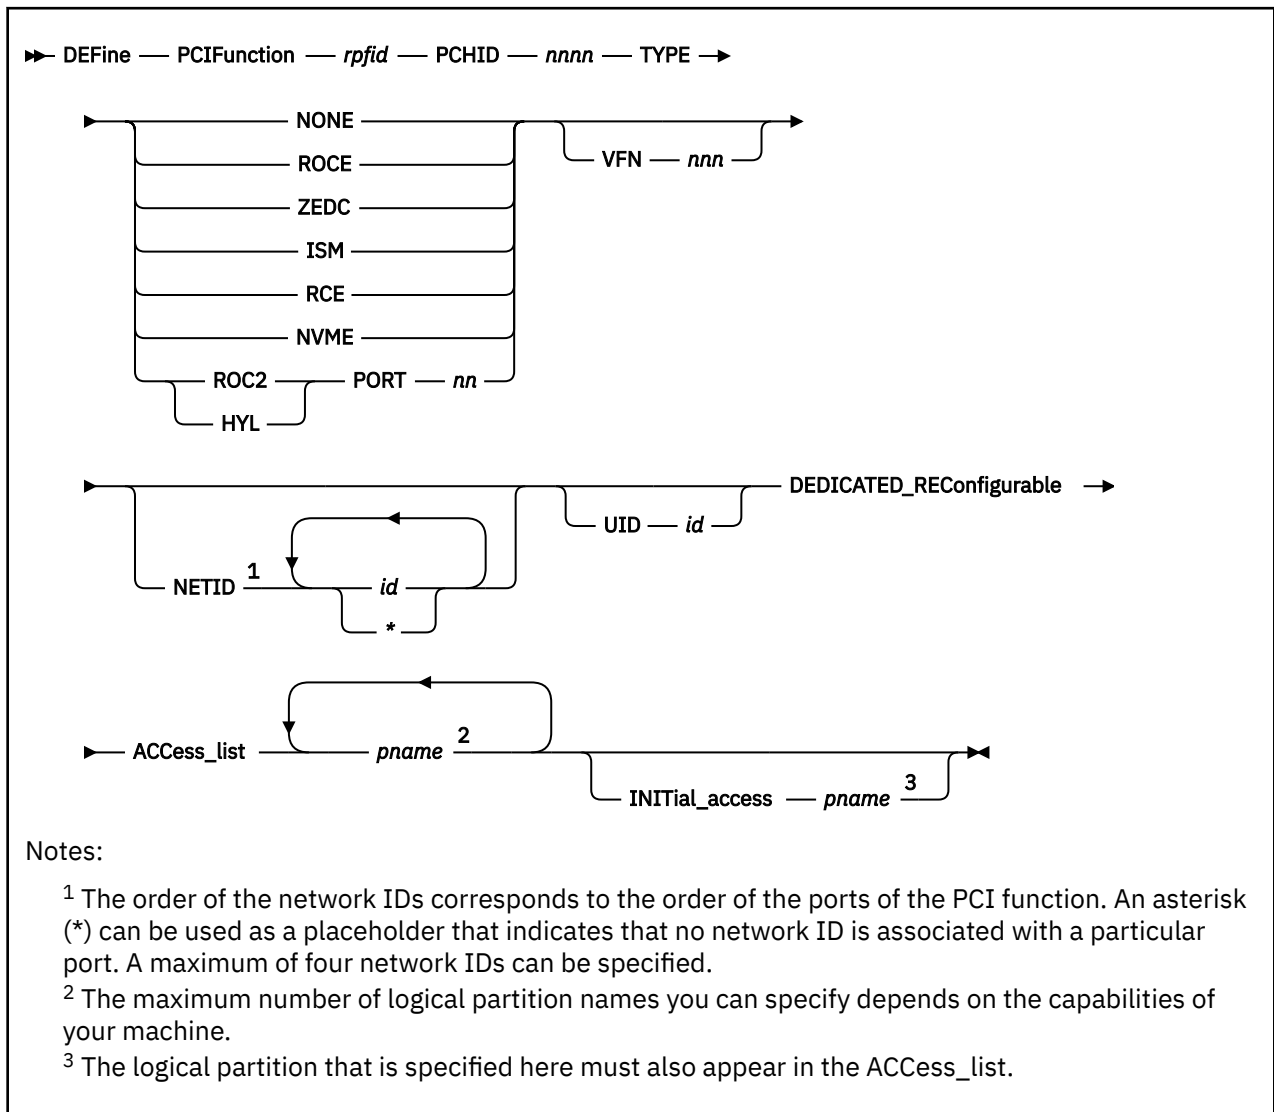 DEFine PCIFunction rpfid PCHID nnnn TYPE
NONE
VFN nnn
ROCE
ZEDC
ISM
RCE
NVME
ROC2 PORT nn
HYL
DEDICATED_REConfigurable
UID id
NETID 1 id
*
ACCess_list pname 2
INITial_access pname 3
Notes:
1 The order of the network IDs corresponds to the order of the ports of the PCI function. An asterisk
(*) can be used as a placeholder that indicates that no network ID is associated with a particular
port. A maximum of four network IDs can be specified.
2 The maximum number of logical partition names you can specify depends on the capabilities of
your machine.
3 The logical partition that is specified here must also appear in the ACCess_list.